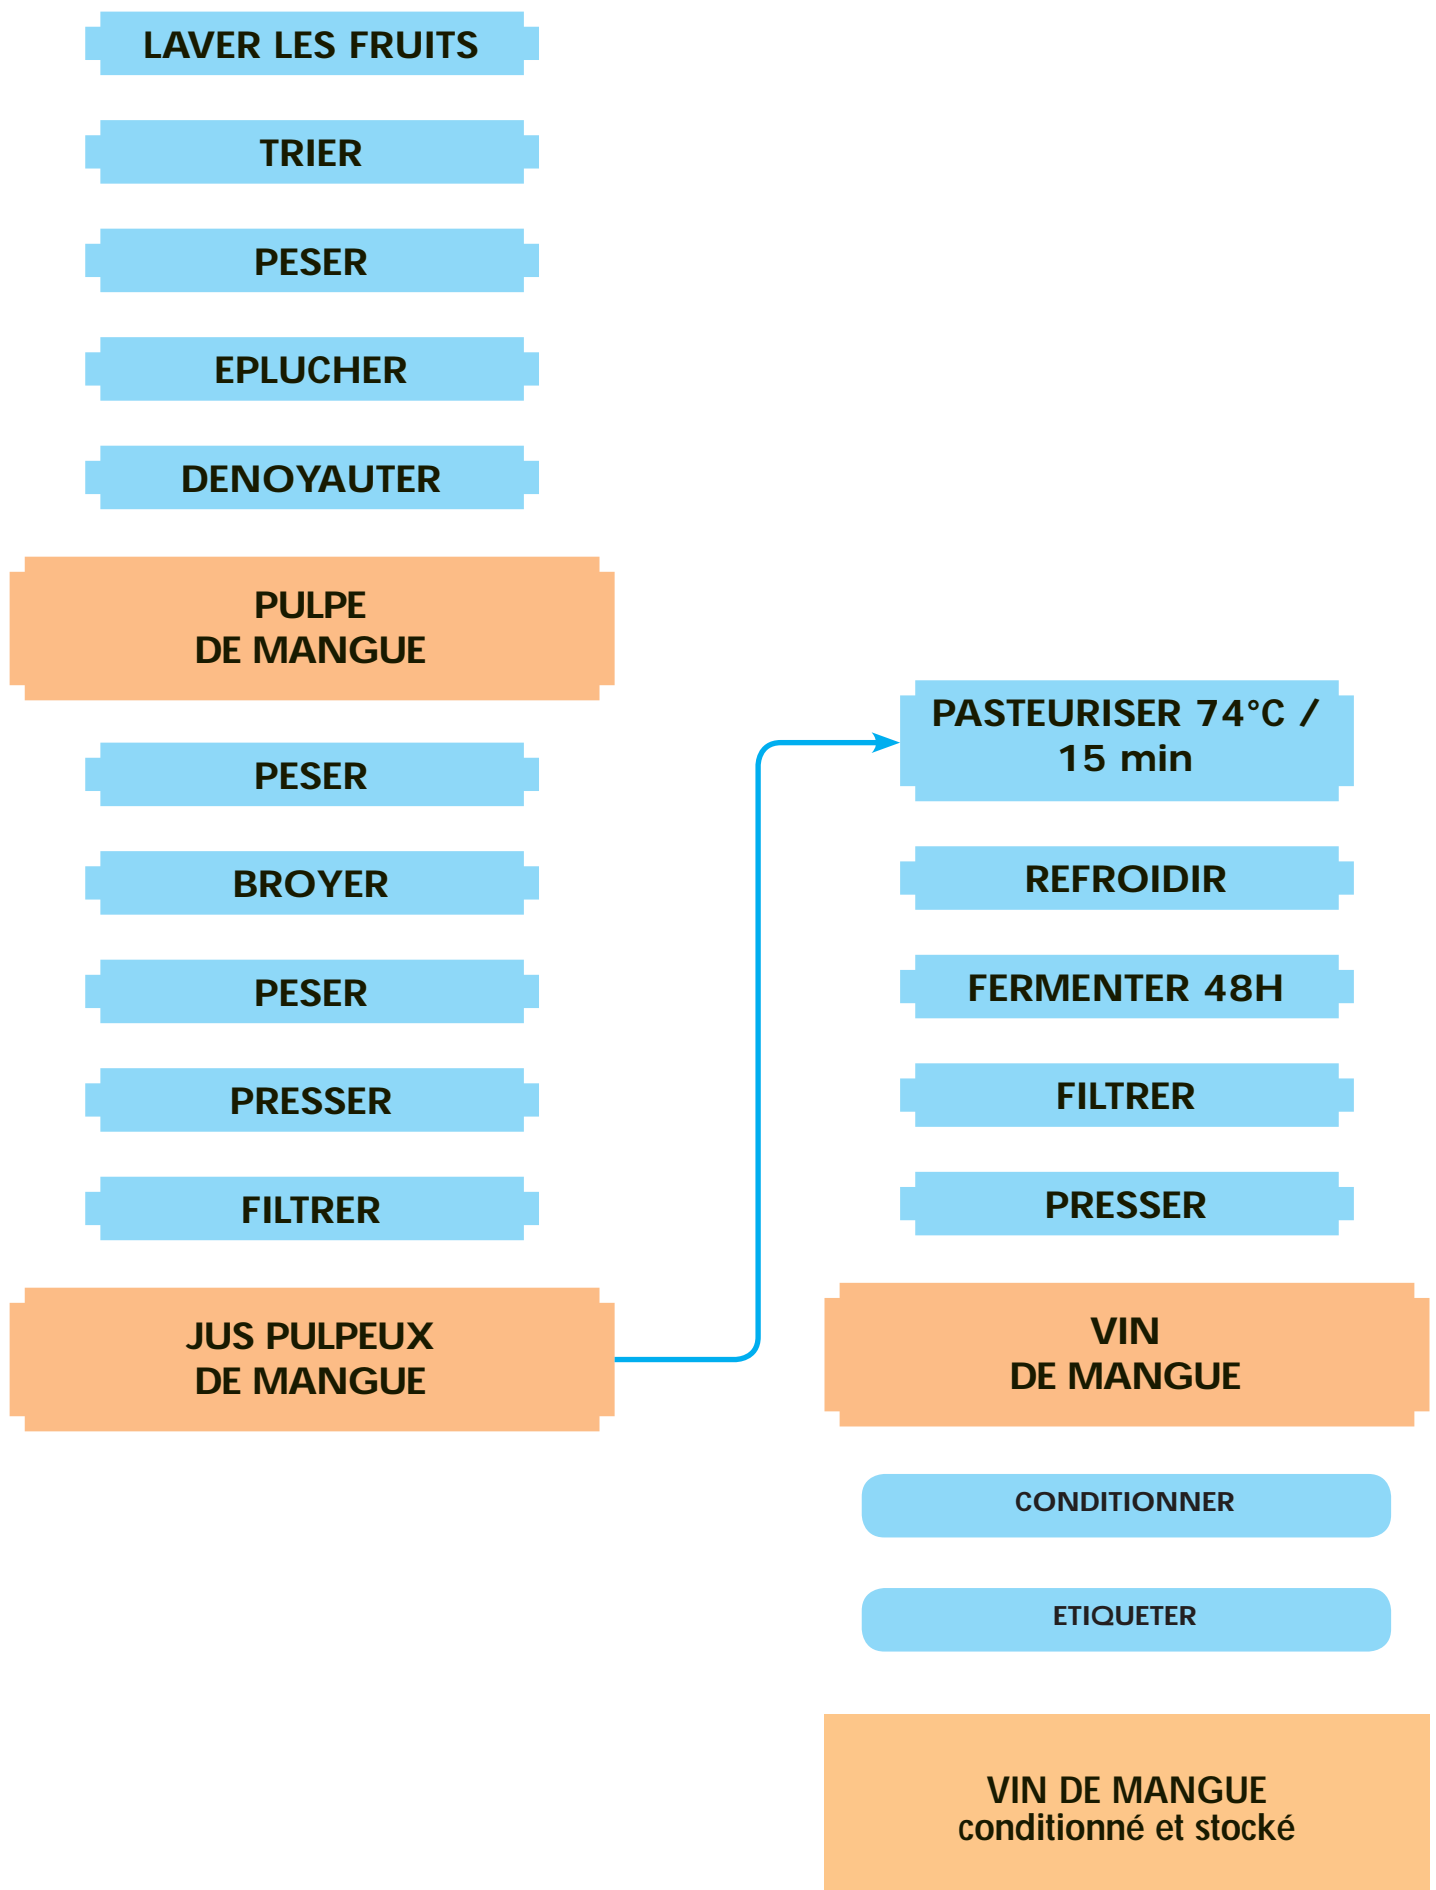 LAVER LES FRUITS
TRIER
PESER
EPLUCHER
DENOYAUTER
PULPE
DE MANGUE
PESER
BROYER
PESER
PRESSER
FILTRER
JUS PULPEUX
DE MANGUE
PASTEURISER 74°C /
15 min
REFROIDIR
FERMENTER 48H
FILTRER
PRESSER
VIN
DE MANGUE
CONDITIONNER
ETIQUETER
VIN DE MANGUE
conditionné et stocké